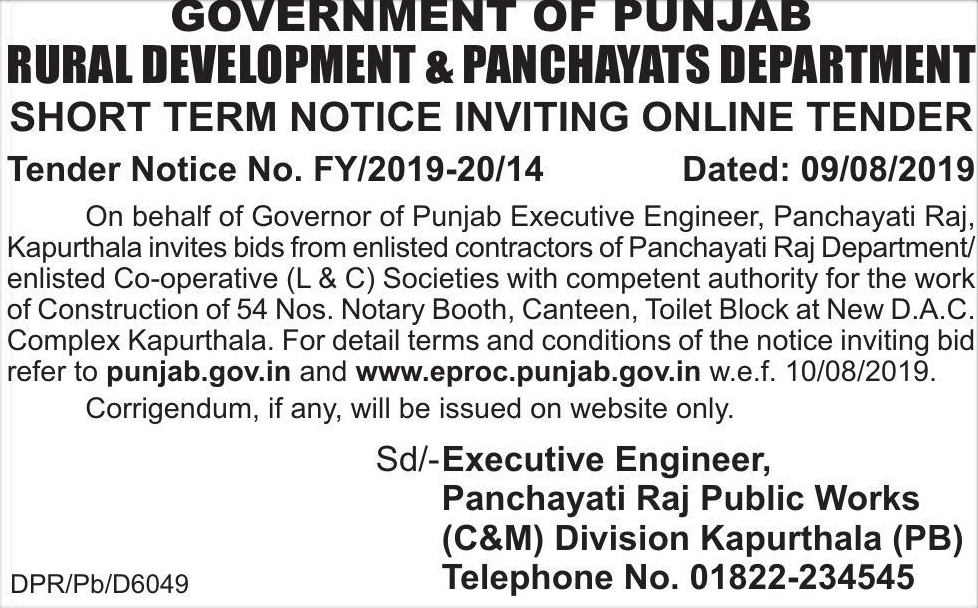 GOVERNMENT OF PUNJAB
RURAL DEVELOPMENT & PANCHAYATS DEPARTMENT
SHORT TERM NOTICE INVITING ONLINE TENDER
Tender Notice No. FY/2019-20/14 Dated: 09/08/2019
On behalf of Governor of Punjab Executive Engineer, Panchayati Raj,
Kapurthala invites bids from enlisted contractors of Panchayati Raj Department/
enlisted Co-operative (L & C) Societies with competent authority for the work
of Construction of 54 Nos. Notary Booth, Canteen, Toilet Block at New D.A.C.
Complex Kapurthala. For detail terms and conditions of the notice inviting bid
refer to punjab.gov.in and www.eproc.punjab.gov.in w.e.f. 10/08/2019.
Corrigendum, if any, will be issued on website only.
Sd/-Executive Engineer,
Panchayati Raj Public Works
(C&M) Division Kapurthala (PB)
Telephone No. 01822-234545
DPR/Pb/D6049